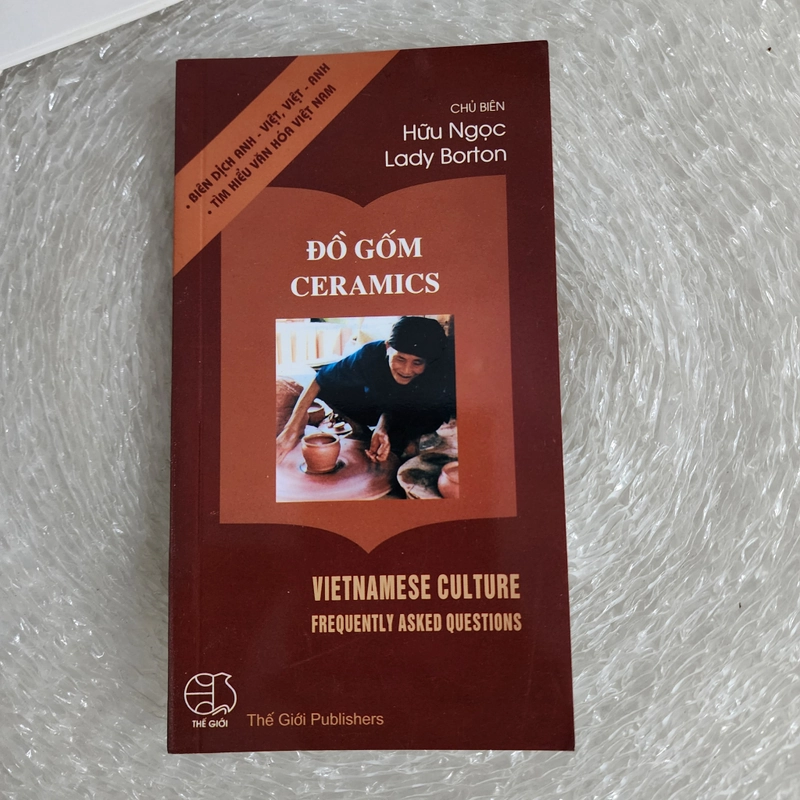 • BIÊN DỊCH ANH - VIỆT, VIỆT - ANH
• TÌM HIỂU VĂN HÓA VIỆT NAM
CHỦ BIÊN
Hữu Ngọc
Lady Borton
ĐỒ GỐM
CERAMICS
VIETNAMESE CULTURE
FREQUENTLY ASKED QUESTIONS
THẾ GIỚI
Thế Giới Publishers